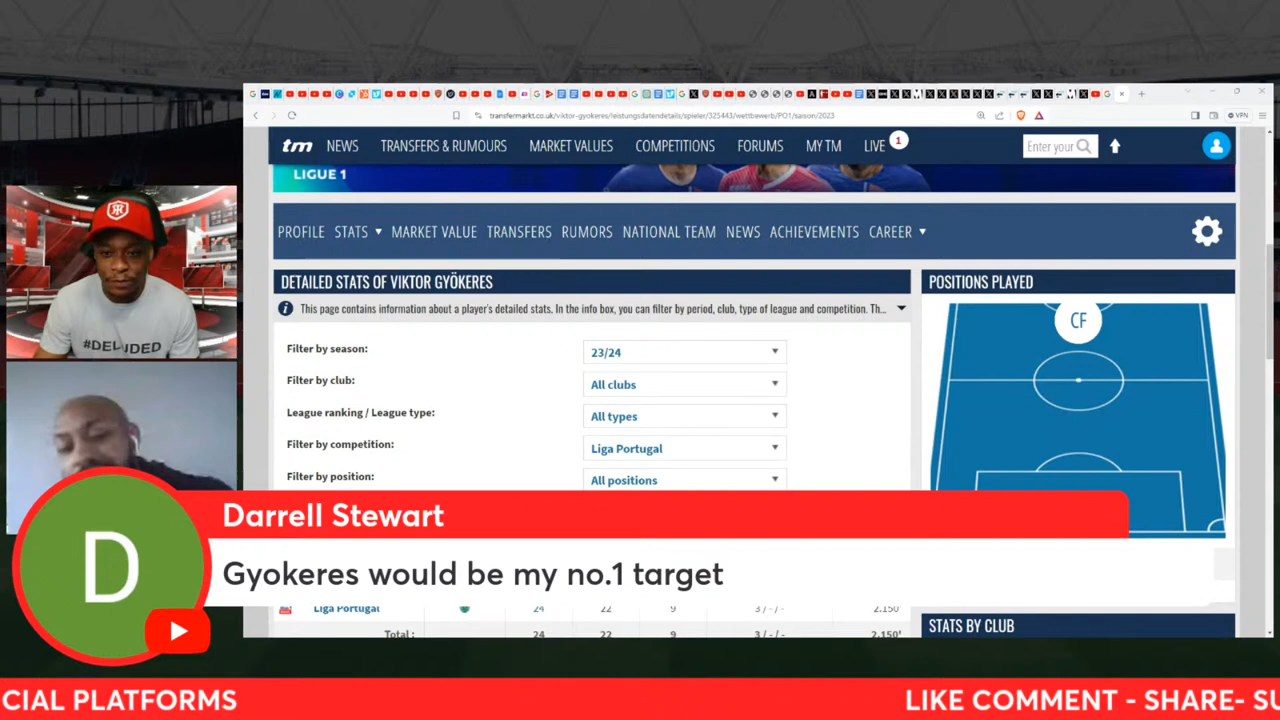 transfermarkt.co.uk/viktor-gyokeres/leistungsdatendetails/spieler/325443/wettbewerb/PO1/saison/2023
VPN
tm NEWS TRANSFERS & RUMOURS MARKET VALUES COMPETITIONS FORUMS MY TM LIVE 1 Enter your
LIGUE 1
PROFILE STATS MARKET VALUE TRANSFERS RUMORS NATIONAL TEAM NEWS ACHIEVEMENTS CAREER
DETAILED STATS OF VIKTOR GYÖKERES
POSITIONS PLAYED
This page contains information about a player's detailed stats. In the info box, you can filter by period, club, type of league and competition. Th...
CF
Filter by season: 23/24
Filter by club: All clubs
League ranking / League type: All types
Filter by competition: Liga Portugal
Filter by position: All positions
#DELUDED
D
Darrell Stewart
Gyokeres would be my no.1 target
Liga Portugal 24 22 9 3 / - / - 2.150'
Total : 24 22 9 3 / - / - 2.150'
STATS BY CLUB
CIAL PLATFORMS LIKE COMMENT - SHARE- SU